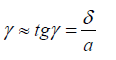 γ ≈ tgγ = δ/a